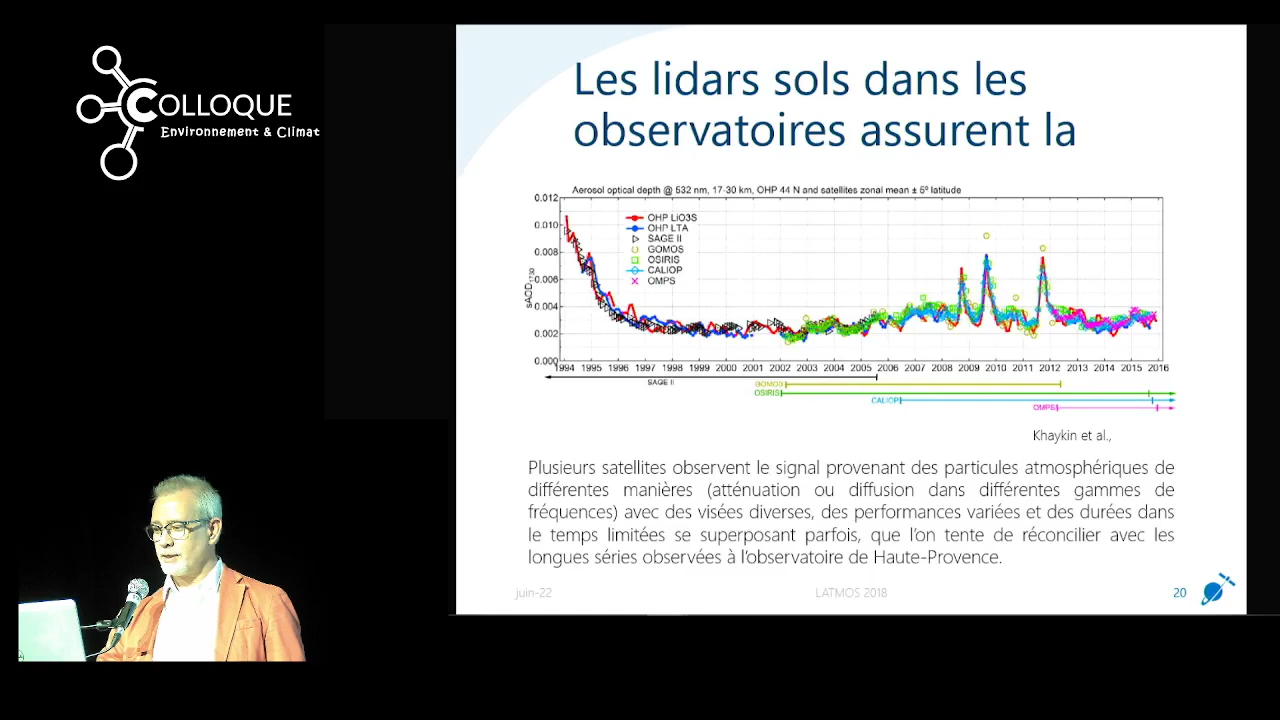 COLLOQUE
Environnement & Climat
Les lidars sols dans les
observatoires assurent la
Aerosol optical depth @ 532 nm, 17-30 km, OHP 44 N and satellites zonal mean ± 5º latitude
0.012
0.010
0.008
0.006
0.004
0.002
0.000
sAOD1730
OHP LiO3S
OHP LTA
SAGE II
GOMOS
OSIRIS
CALIOP
OMPS
1994 1995 1996 1997 1998 1999 2000 2001 2002 2003 2004 2005 2006 2007 2008 2009 2010 2011 2012 2013 2014 2015 2016
SAGE II
GOMOS
OSIRIS
CALIOP
OMPS
Khaykin et al.,
Plusieurs satellites observent le signal provenant des particules atmosphériques de
différentes manières (atténuation ou diffusion dans différentes gammes de
fréquences) avec des visées diverses, des performances variées et des durées dans
le temps limitées se superposant parfois, que l'on tente de réconcilier avec les
longues séries observées à l'observatoire de Haute-Provence.
juin-22
LATMOS 2018
20